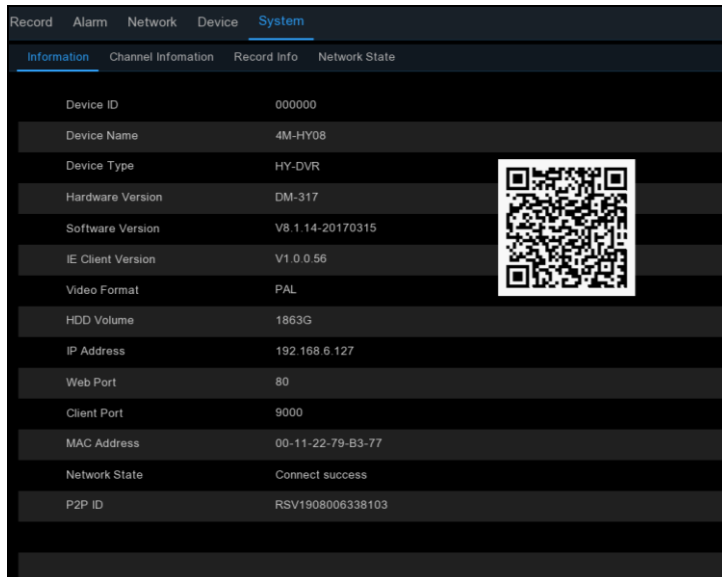 Record Alarm Network Device System
Information Channel Infomation Record Info Network State
Device ID 000000
Device Name 4M-HY08
Device Type HY-DVR
Hardware Version DM-317
Software Version V8.1.14-20170315
IE Client Version V1.0.0.56
Video Format PAL
HDD Volume 1863G
IP Address 192.168.6.127
Web Port 80
Client Port 9000
MAC Address 00-11-22-79-B3-77
Network State Connect success
P2P ID RSV1908006338103